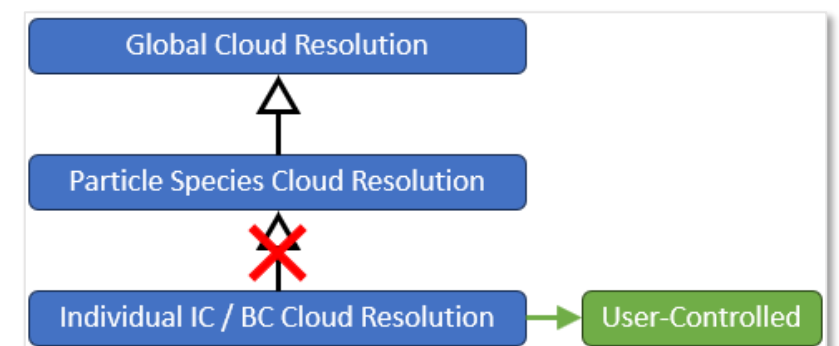 Global Cloud Resolution
Particle Species Cloud Resolution
Individual IC / BC Cloud Resolution
User-Controlled